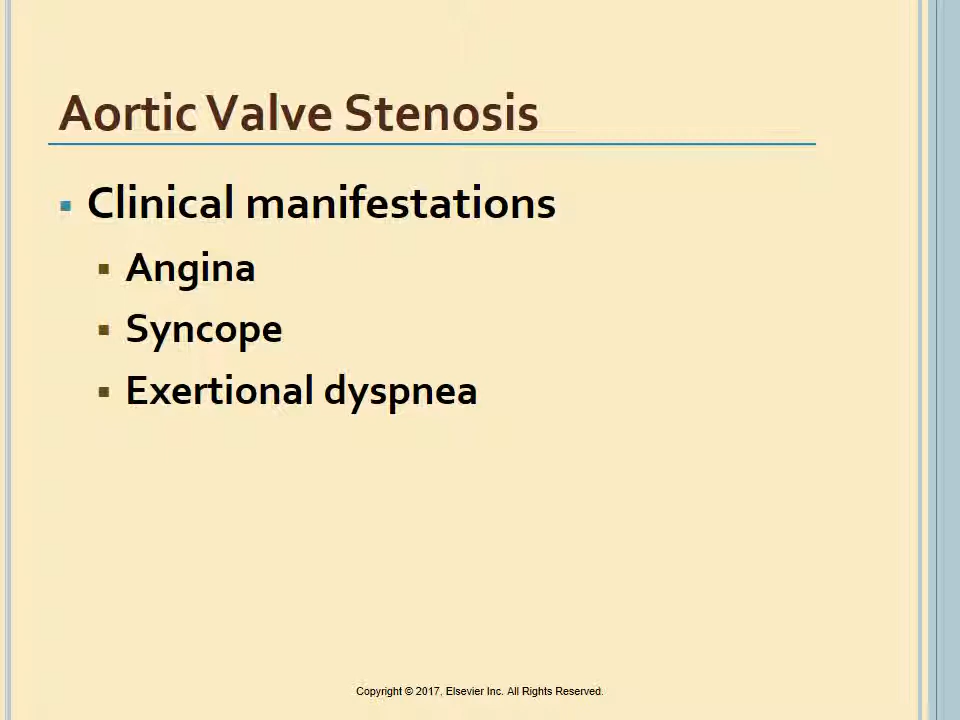 Aortic Valve Stenosis
▪ Clinical manifestations
▪ Angina
▪ Syncope
▪ Exertional dyspnea
Copyright © 2017, Elsevier Inc. All Rights Reserved.